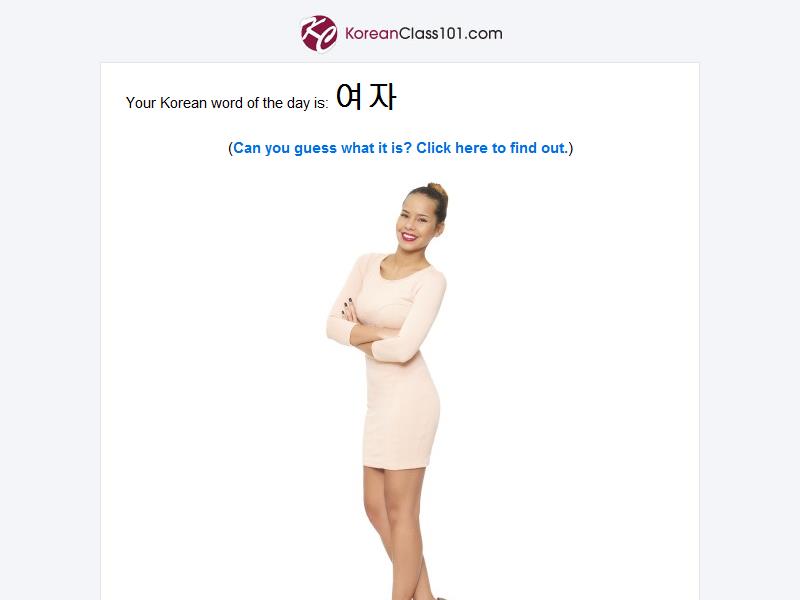 KoreanClass101.com
Your Korean word of the day is: 여자
(Can you guess what it is? Click here to find out.)